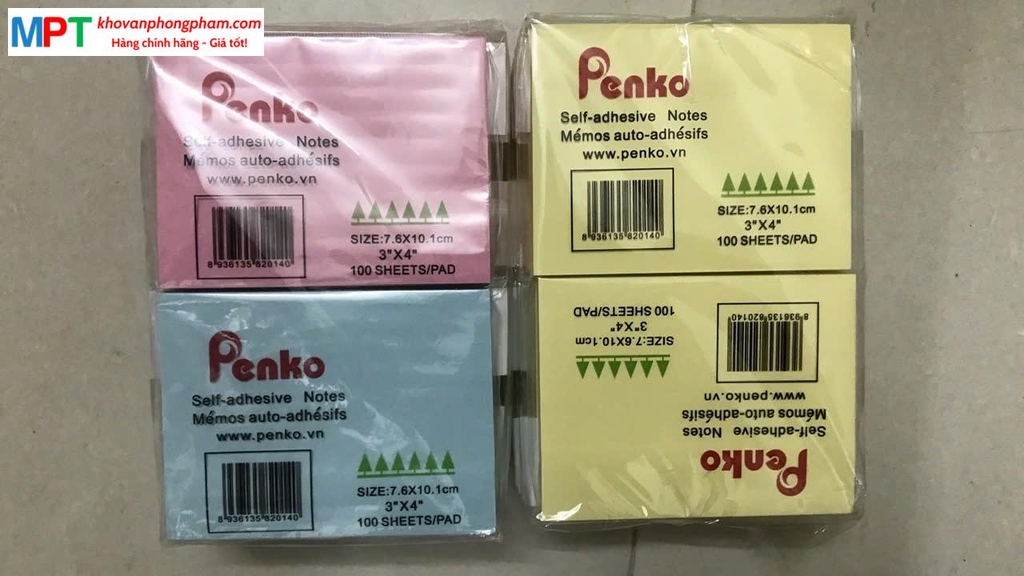 MPT
khovanphongpham.com
Hàng chính hãng - Giá tốt!
Penko
Self-adhesive Notes
Mémos auto-adhésifs
www.penko.vn
8 936135 820140
SIZE:7.6X10.1cm
3"X4"
100 SHEETS/PAD
Penko
Self-adhesive Notes
Mémos auto-adhésifs
www.penko.vn
8 936135 820140
SIZE:7.6X10.1cm
3"X4"
100 SHEETS/PAD
Penko
Self-adhesive Notes
Mémos auto-adhésifs
www.penko.vn
8 936135 820140
SIZE:7.6X10.1cm
3"X4"
100 SHEETS/PAD
Penko
Self-adhesive Notes
Mémos auto-adhésifs
www.penko.vn
8 936135 820140
SIZE:7.6X10.1cm
3"X4"
100 SHEETS/PAD